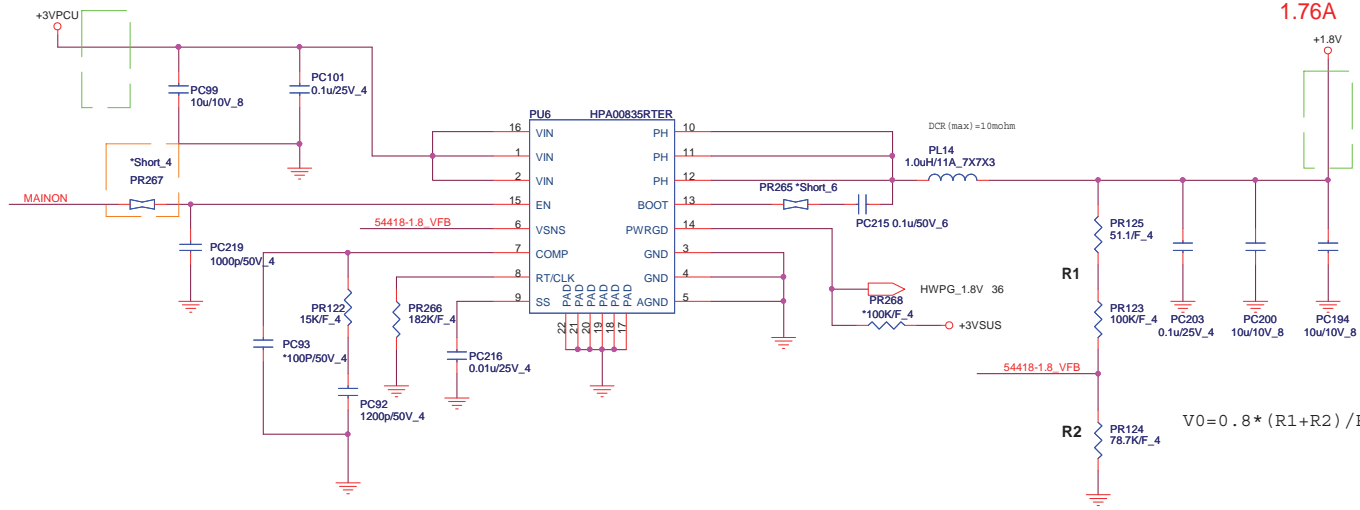 1.76A
+3VPCU
+1.8V
PC99
10u/10V_8
PC101
0.1u/25V_4
PU6
HPA00835RTER
16
VIN
1
VIN
2
VIN
15
EN
6
VSNS
7
COMP
8
RT/CLK
9
SS
PH
10
PH
11
PH
12
BOOT
13
PWRGD
14
GND
3
GND
4
AGND
5
PAD
PAD
PAD
PAD
PAD
PAD
22
21
20
19
18
17
DCR(max)=10mohm
PL14
1.0uH/11A_7X7X3
*Short_4
PR267
MAINON
PR265 *Short_6
PC215 0.1u/50V_6
54418-1.8_VFB
PC219
1000p/50V_4
PR125
51.1/F_4
R1
PR122
15K/F_4
PR266
182K/F_4
HWPG_1.8V 36
PR268
*100K/F_4
+3VSUS
PR123
100K/F_4
PC203
0.1u/25V_4
PC200
10u/10V_8
PC194
10u/10V_8
PC93
*100P/50V_4
PC216
0.01u/25V_4
54418-1.8_VFB
PC92
1200p/50V_4
R2
PR124
78.7K/F_4
V0=0.8*(R1+R2)/